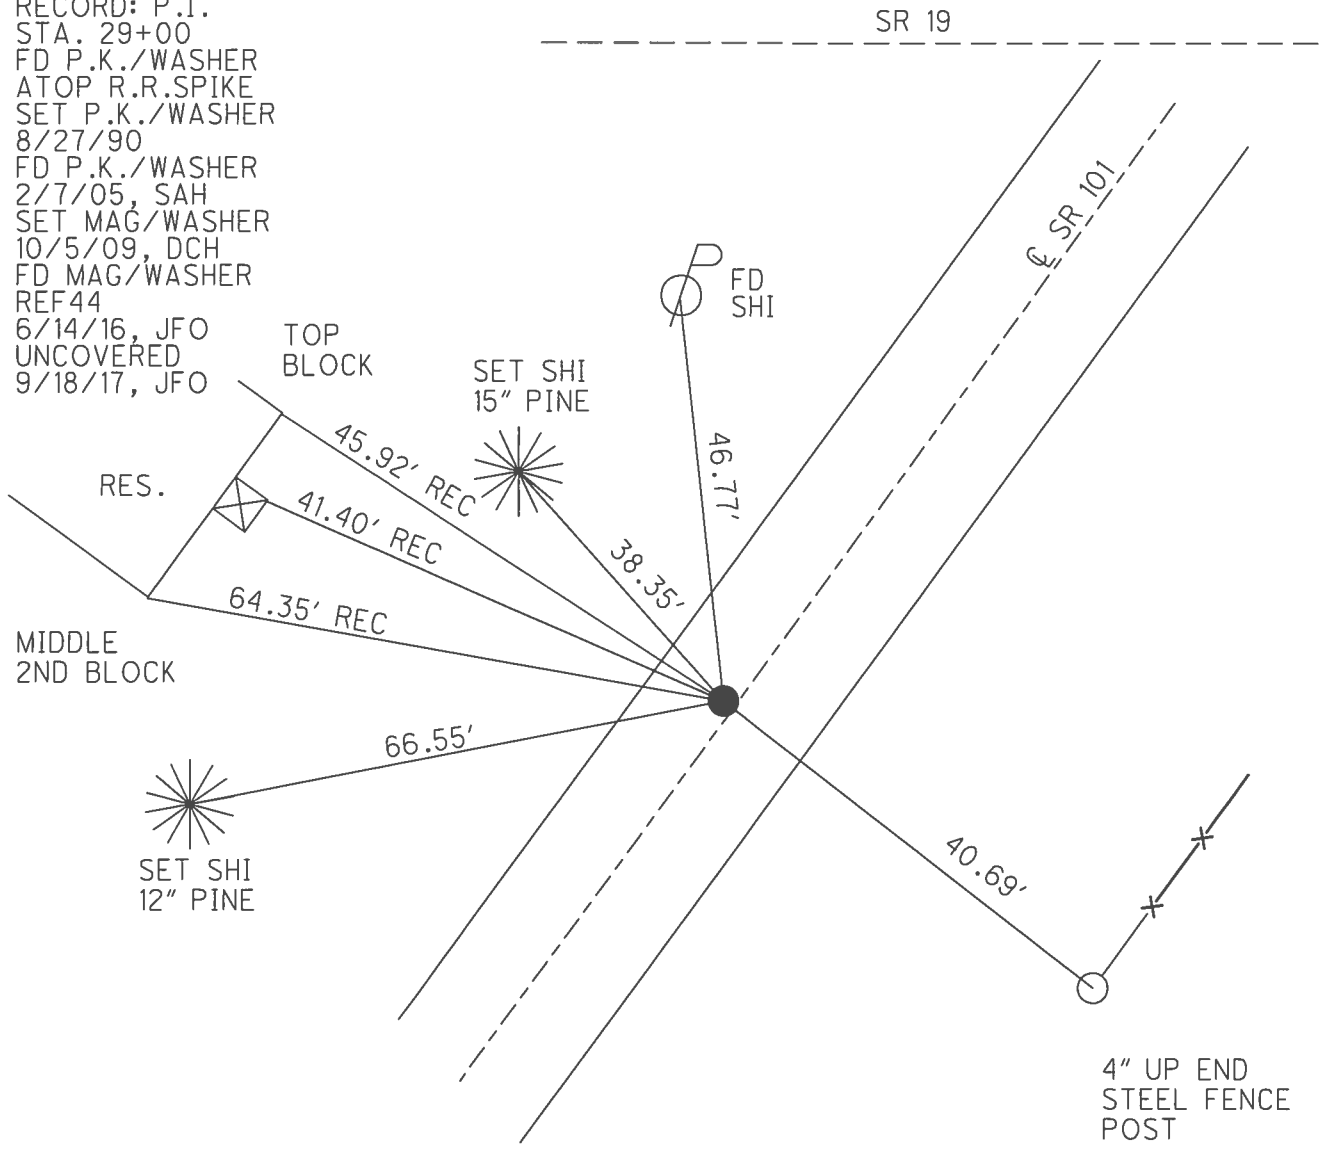 RECORD: P.I.
STA. 29+00
FD P.K./WASHER
ATOP R.R.SPIKE
SET P.K./WASHER
8/27/90
FD P.K./WASHER
2/7/05, SAH
SET MAG/WASHER
10/5/09, DCH
FD MAG/WASHER
REF44
6/14/16, JFO
UNCOVERED
9/18/17, JFO
SR 19
℄ SR 101
FD
SHI
TOP
BLOCK
SET SHI
15" PINE
RES.
45.92' REC
41.40' REC
64.35' REC
38.35'
46.77'
MIDDLE
2ND BLOCK
66.55'
SET SHI
12" PINE
40.69'
4" UP END
STEEL FENCE
POST